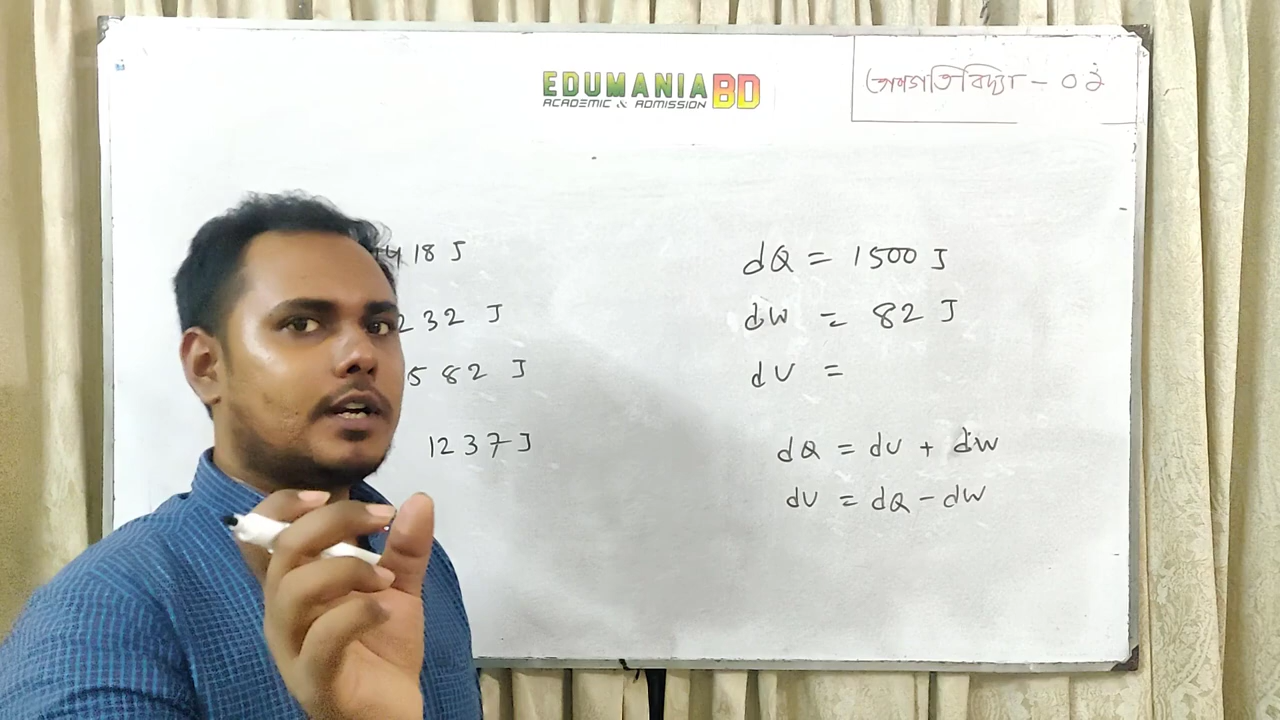 EDUMANIA BD
ACADEMIC & ADMISSION
তাপগতিবিদ্যা - ০২
1418 J
232 J
582 J
1237 J
dQ = 1500 J
dW = 82 J
dU =
dQ = dU + dW
dU = dQ - dW